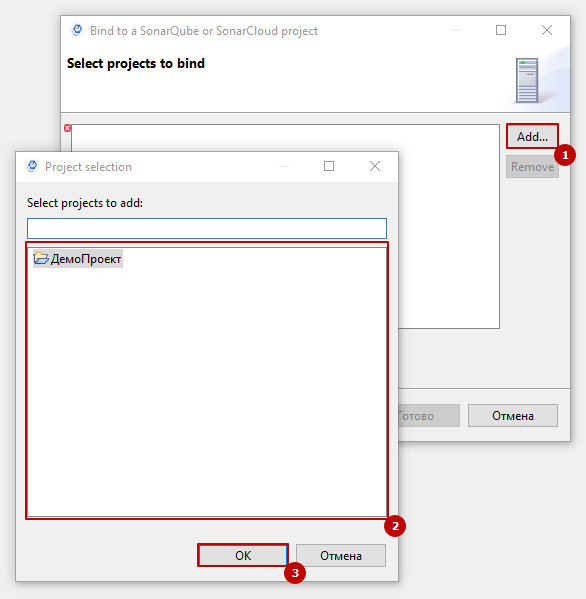 Bind to a SonarQube or SonarCloud project
Select projects to bind
Add...
1
Remove
Project selection
Select projects to add:
ДемоПроект
2
Готово
Отмена
OK
Отмена
3